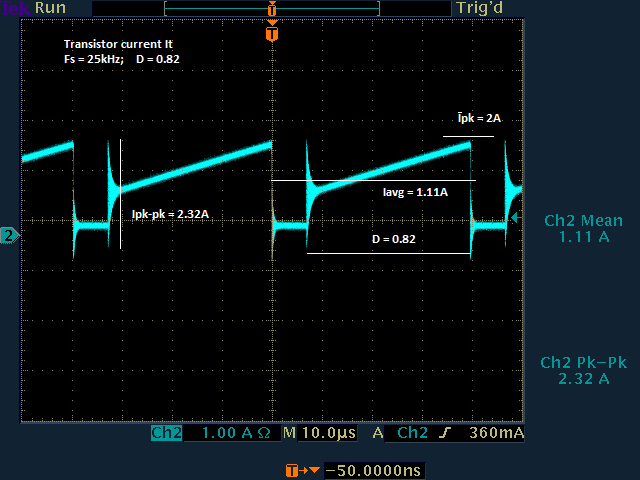 Tek Run Trig'd
T
T
Transistor current It
Fs = 25kHz; D = 0.82
Īpk = 2A
Iavg = 1.11A
Ipk-pk = 2.32A
D = 0.82
2
Ch2 Mean
1.11 A
Ch2 Pk-Pk
2.32 A
Ch2 1.00 A Ω M 10.0µs A Ch2 360mA
T -50.0000ns